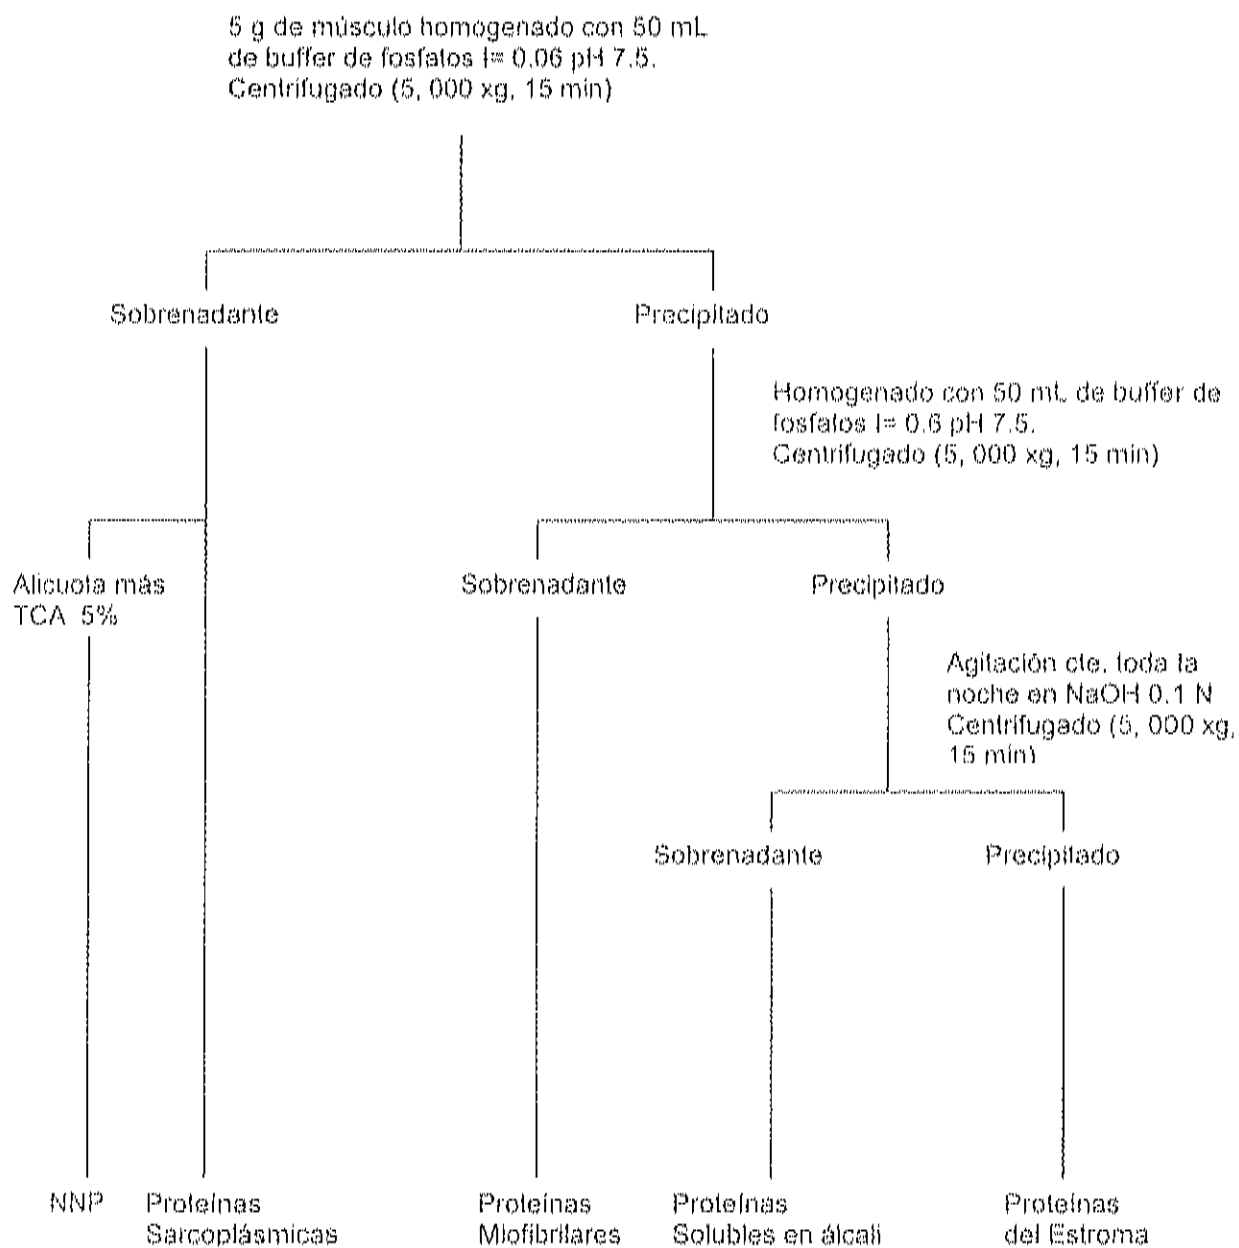 5 g de músculo homogenado con 50 mL
de buffer de fosfatos I= 0.06 pH 7.5.
Centrifugado (5, 000 xg, 15 min)
Sobrenadante
Precipitado
Homogenado con 50 mL de buffer de
fosfatos I= 0.6 pH 7.5.
Centrifugado (5, 000 xg, 15 min)
Alicuota más
TCA 5%
Sobrenadante
Precipitado
Agitación cte. toda la
noche en NaOH 0.1 N
Centrifugado (5, 000 xg,
15 min)
Sobrenadante
Precipitado
NNP
Proteínas
Sarcoplásmicas
Proteínas
Miofibrilares
Proteínas
Solubles en álcali
Proteínas
del Estroma